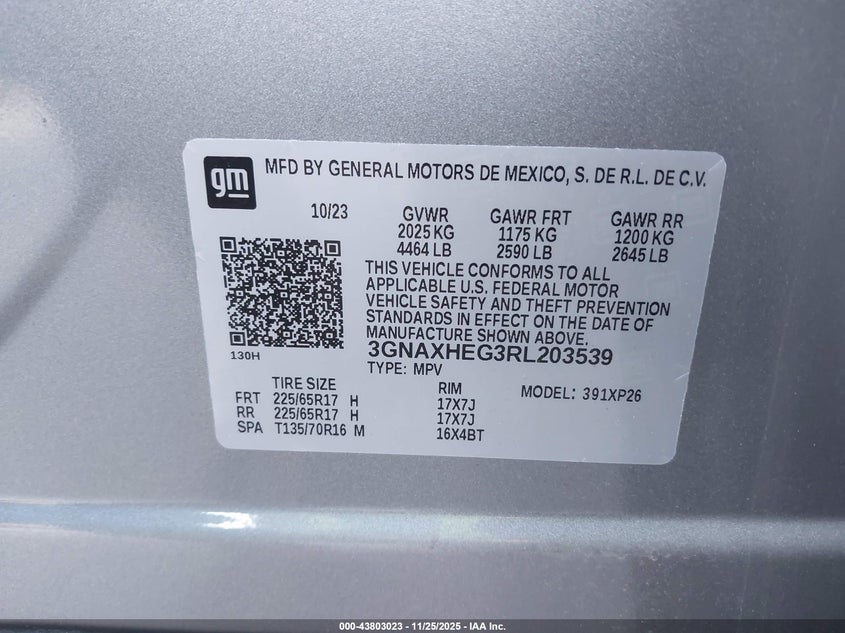 gm MFD BY GENERAL MOTORS DE MEXICO, S. DE R.L. DE C.V.
10/23 GVWR GAWR FRT GAWR RR
2025 KG 1175 KG 1200 KG
4464 LB 2590 LB 2645 LB
THIS VEHICLE CONFORMS TO ALL
APPLICABLE U.S. FEDERAL MOTOR
VEHICLE SAFETY AND THEFT PREVENTION
STANDARDS IN EFFECT ON THE DATE OF
MANUFACTURE SHOWN ABOVE.
130H 3GNAXHEG3RL203539
TYPE: MPV
TIRE SIZE RIM MODEL: 391XP26
FRT 225/65R17 H 17X7J
RR 225/65R17 H 17X7J
SPA T135/70R16 M 16X4BT
000-43803023 - 11/25/2025 - IAA Inc.